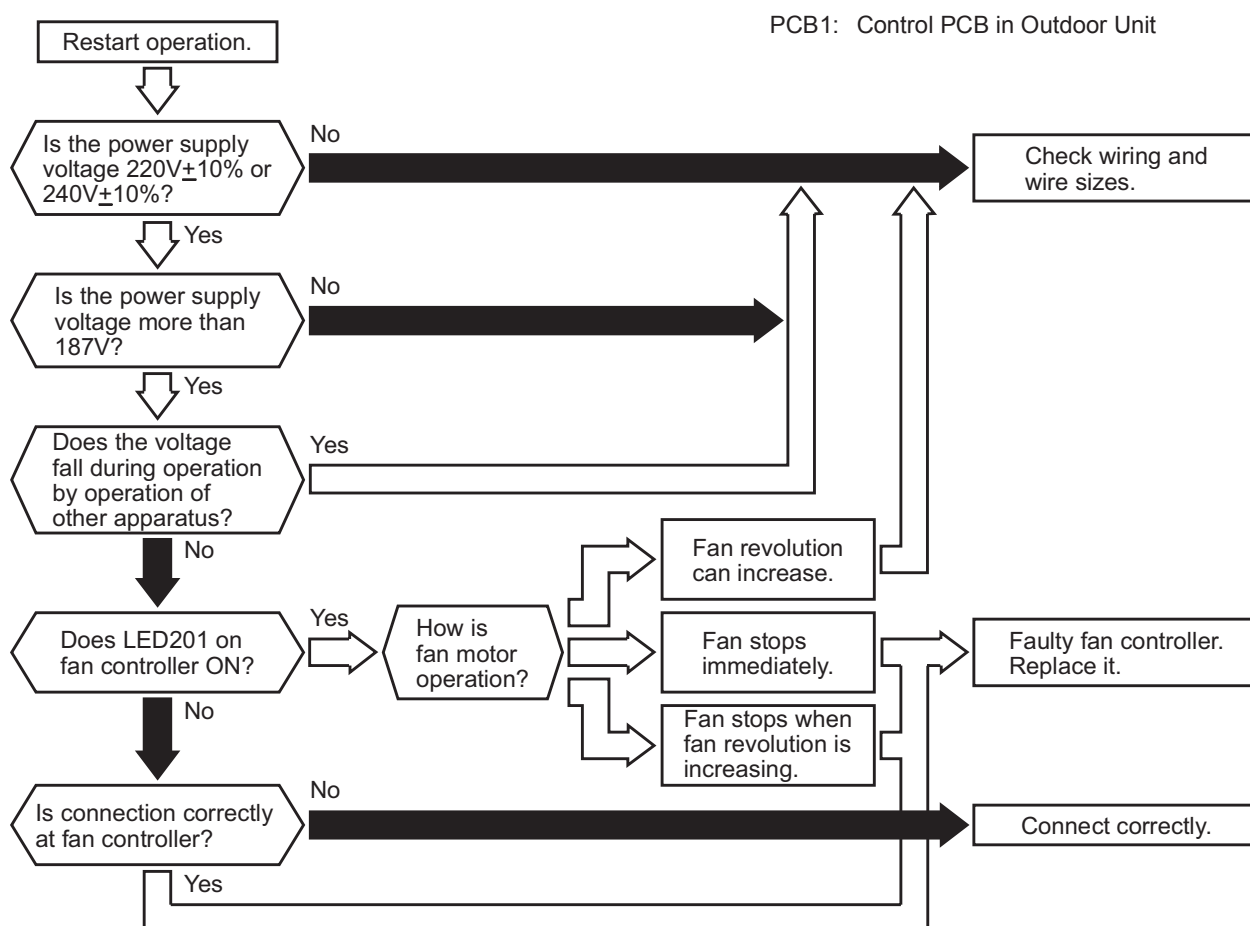 PCB1: Control PCB in Outdoor Unit
Restart operation.
No
Is the power supply
voltage 220V±10% or
240V±10%?
Check wiring and
wire sizes.
Yes
No
Is the power supply
voltage more than
187V?
Yes
Does the voltage
fall during operation
by operation of
other apparatus?
Yes
No
Fan revolution
can increase.
Yes
Does LED201 on
fan controller ON?
How is
fan motor
operation?
Fan stops
immediately.
Faulty fan controller.
Replace it.
No
Fan stops when
fan revolution is
increasing.
No
Is connection correctly
at fan controller?
Connect correctly.
Yes